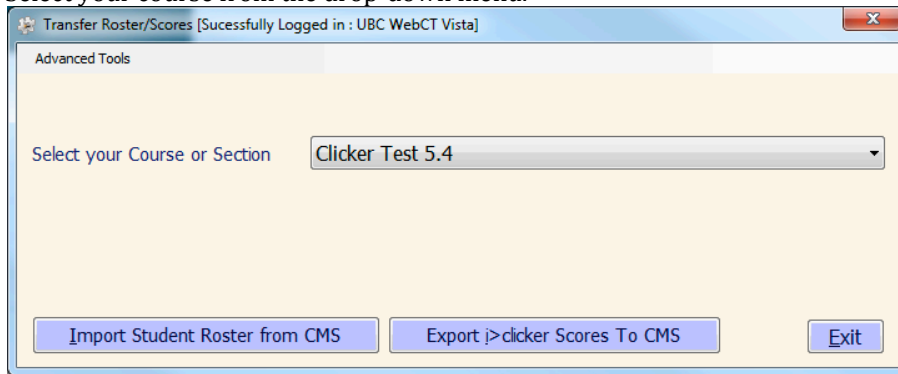 select your course from the drop-down menu.
Transfer Roster/Scores [Sucessfully Logged in : UBC WebCT Vista]
Advanced Tools
Select your Course or Section Clicker Test 5.4
Import Student Roster from CMS Export i>clicker Scores To CMS Exit